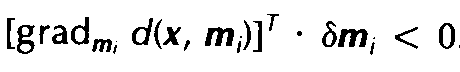 [grad_{m_i} d(x, m_i)]^T · δm_i < 0.